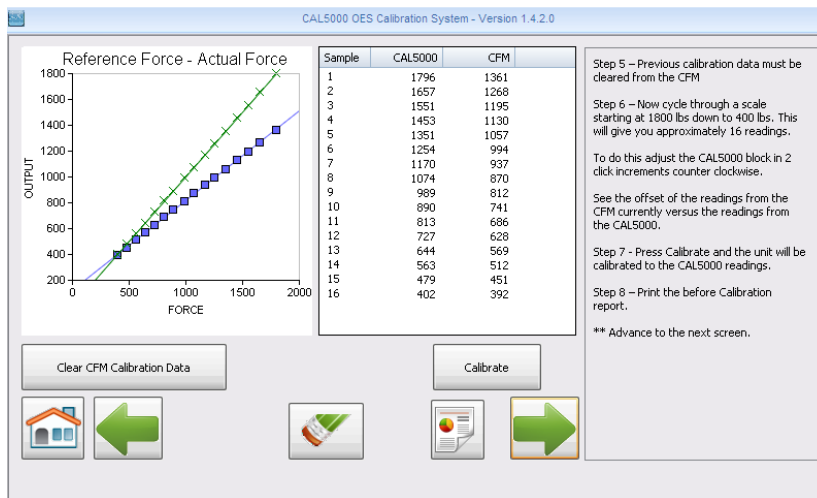 CAL5000 OES Calibration System - Version 1.4.2.0
Reference Force - Actual Force
1800
1600
1400
1200
1000
800
600
400
200
OUTPUT
0 500 1000 1500 2000
FORCE
Sample CAL5000 CFM
1 1796 1361
2 1657 1268
3 1551 1195
4 1453 1130
5 1351 1057
6 1254 994
7 1170 937
8 1074 870
9 989 812
10 890 741
11 813 686
12 727 628
13 644 569
14 563 512
15 479 451
16 402 392
Step 5 – Previous calibration data must be
cleared from the CFM
Step 6 – Now cycle through a scale
starting at 1800 lbs down to 400 lbs. This
will give you approximately 16 readings.
To do this adjust the CAL5000 block in 2
click increments counter clockwise.
See the offset of the readings from the
CFM currently versus the readings from
the CAL5000.
Step 7 - Press Calibrate and the unit will be
calibrated to the CAL5000 readings.
Step 8 – Print the before Calibration
report.
** Advance to the next screen.
Clear CFM Calibration Data
Calibrate